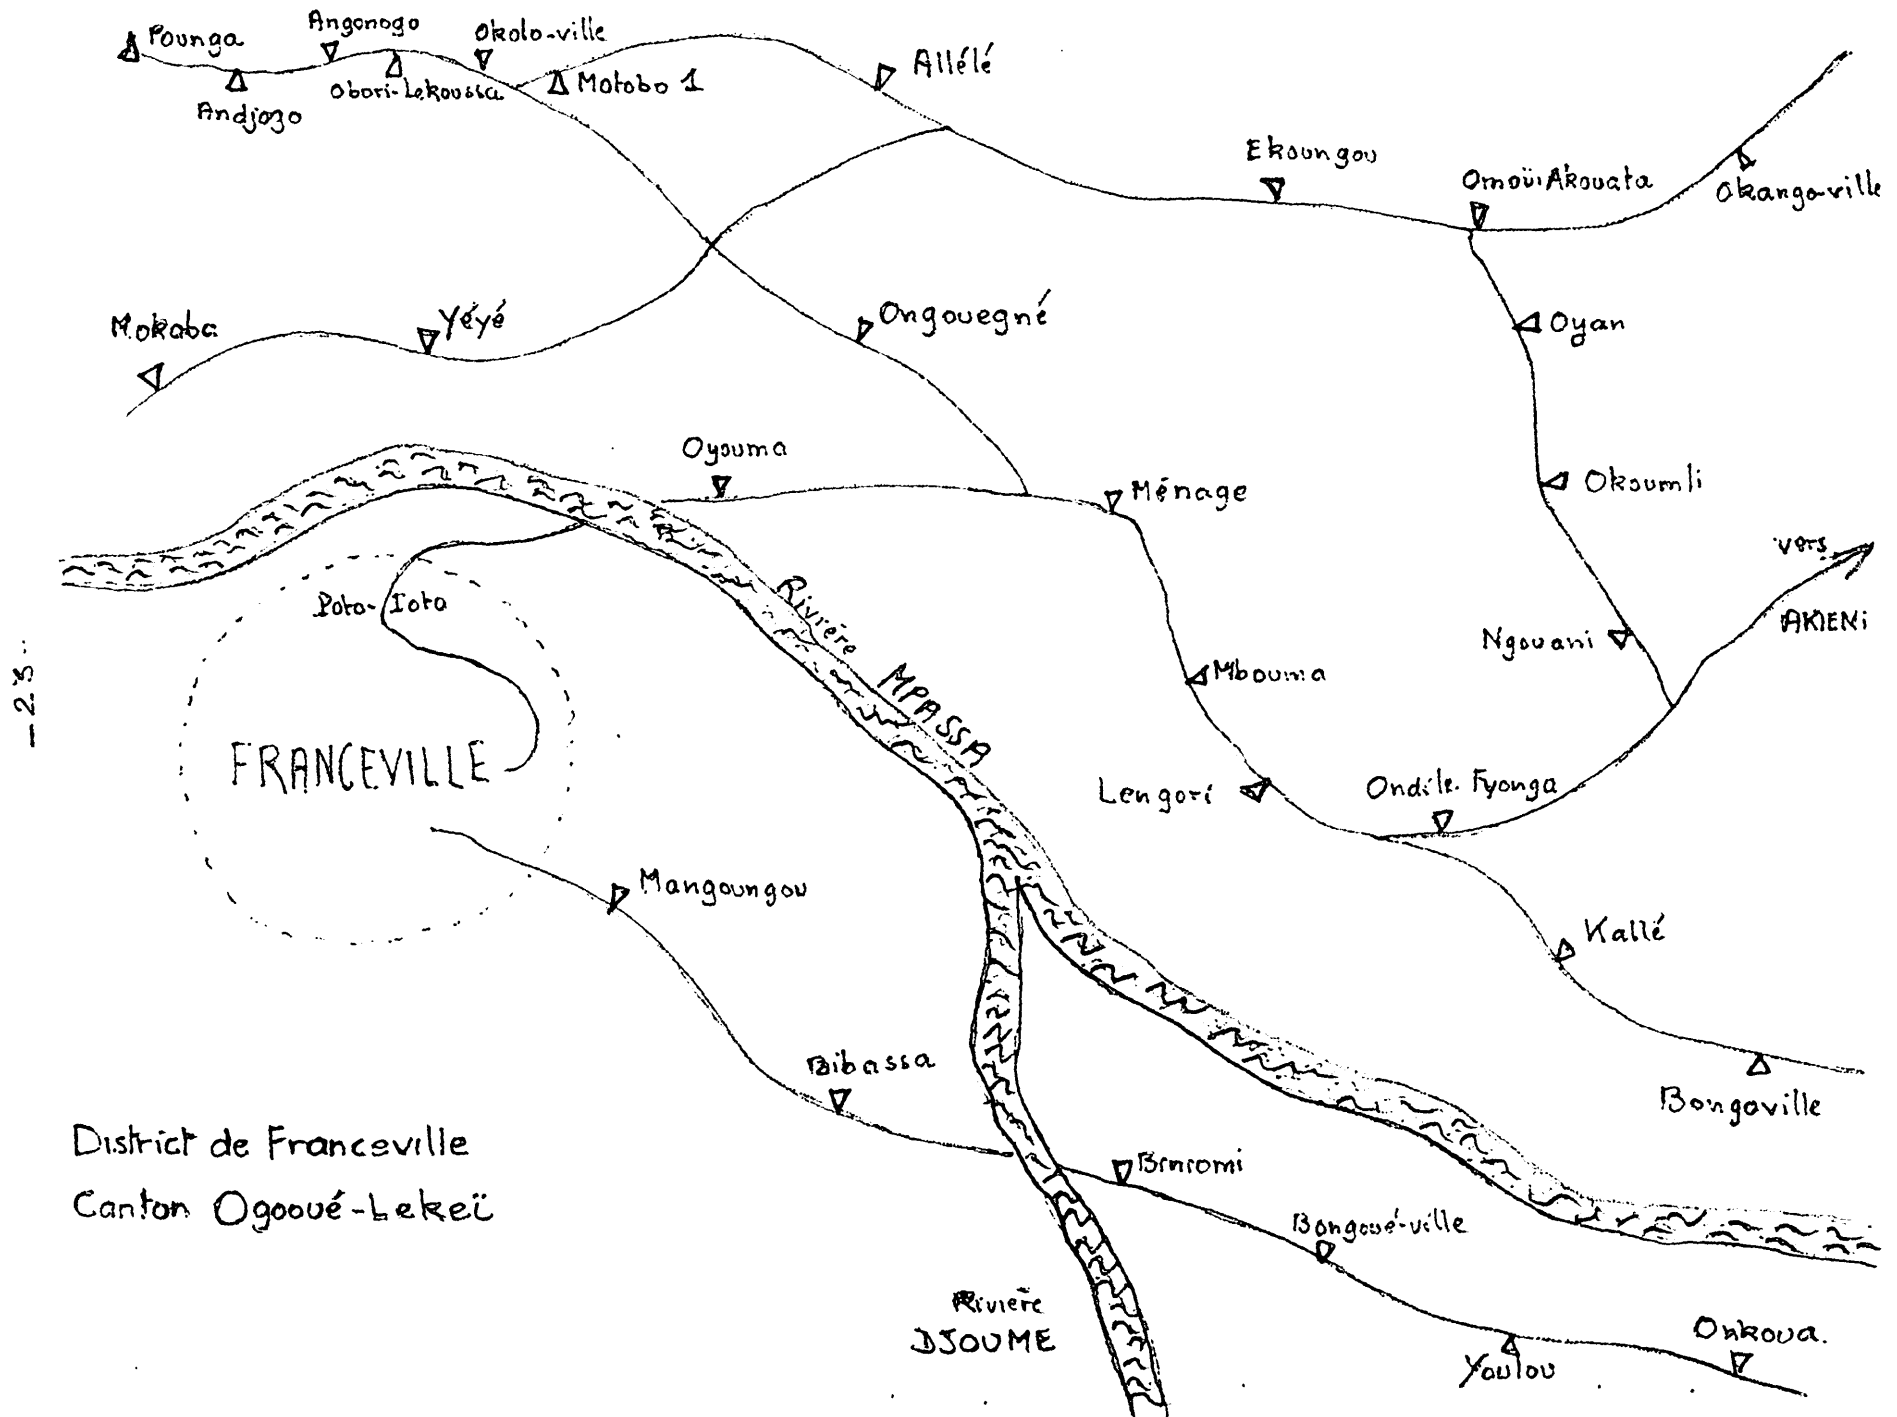 Pounga
Angonogo
Okolo-ville
Andjogo
Obori-Lekoussa
Motobo 1
Allélé
Ekoungou
Omoüi Akouata
Okanga-ville
Mokaba
Yéyé
Ongouegné
Oyan
Oyouma
Ménage
Okoumli
vers
AKIENI
Poto-Poto
Rivière MPASSA
Ngouani
Mbouma
FRANCEVILLE
Lengori
Ondili-Fyonga
Mangoungou
Kallé
Bibassa
Bongoville
District de Franceville
Canton Ogooué-Lekeï
Bongoué-ville
Rivière
DJOUME
Onkoua.
Youlou
-23-